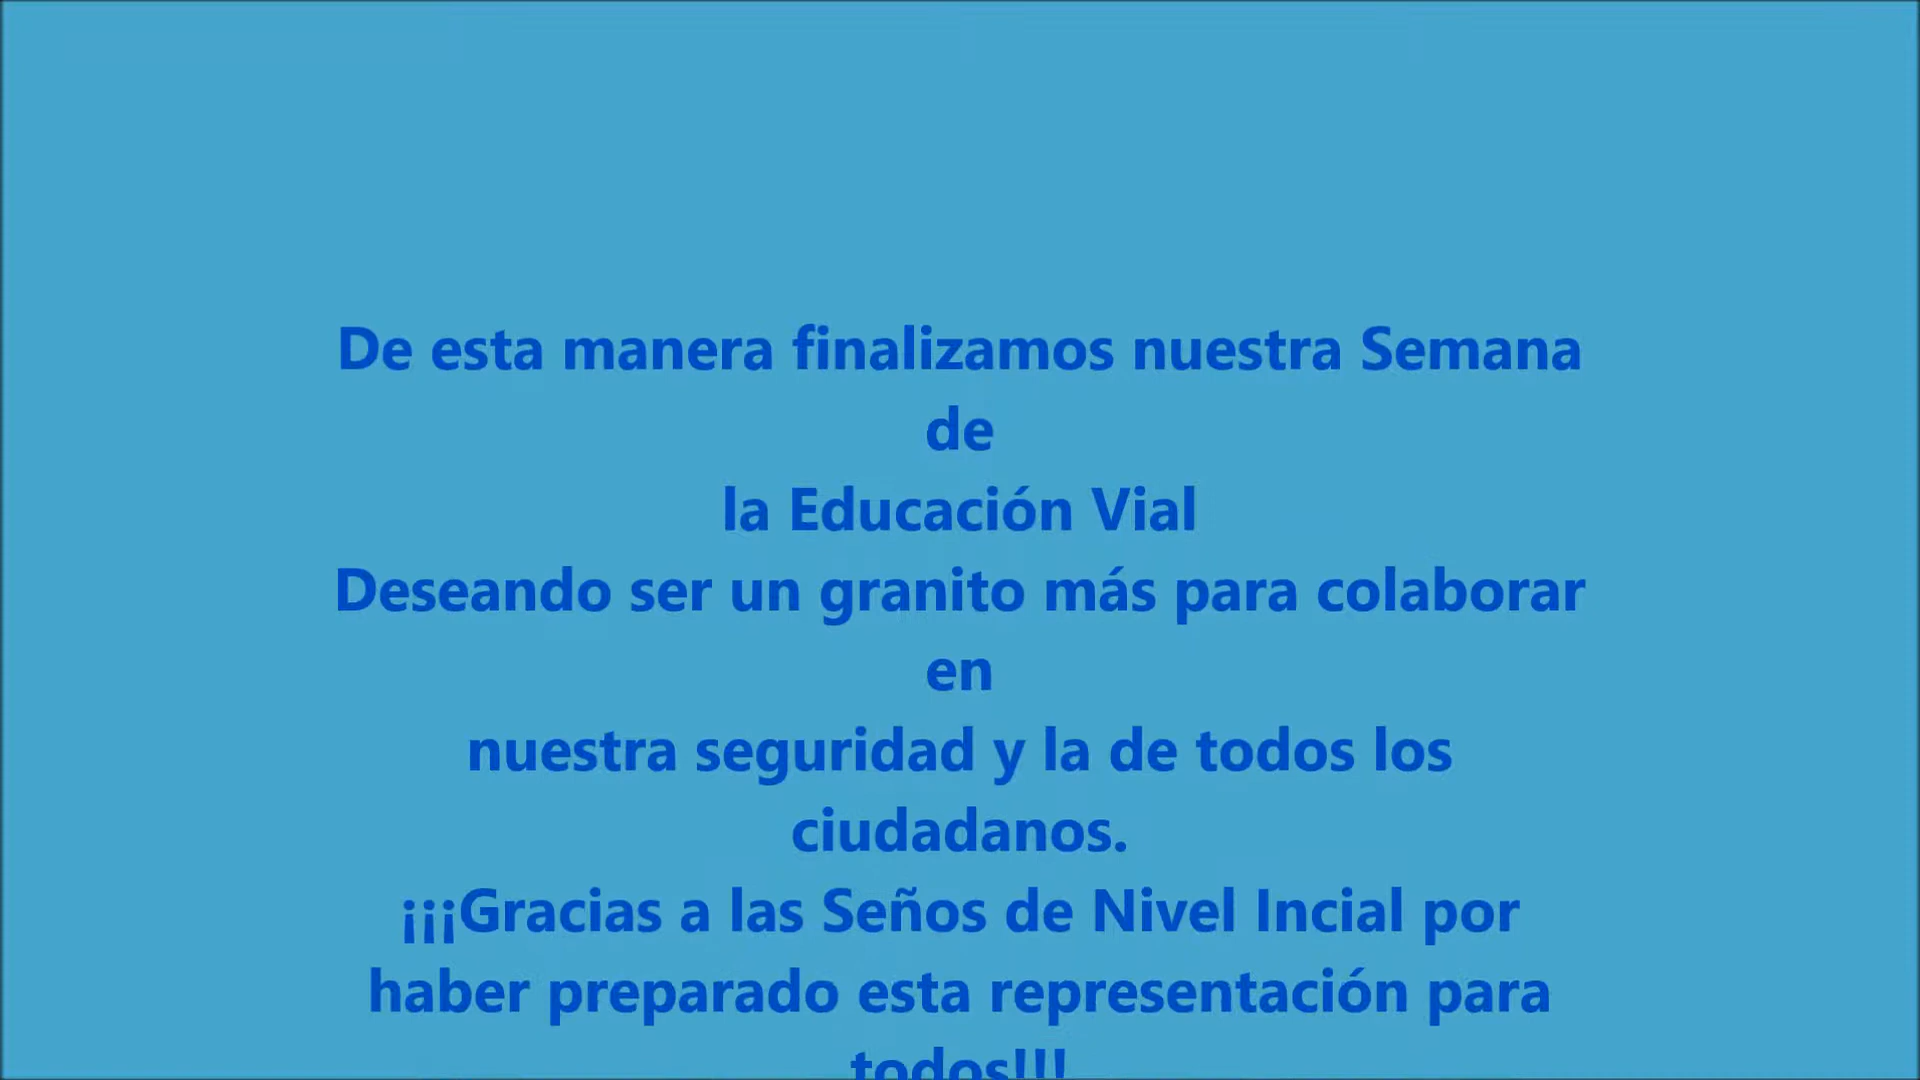 De esta manera finalizamos nuestra Semana
de
la Educación Vial
Deseando ser un granito más para colaborar
en
nuestra seguridad y la de todos los
ciudadanos.
¡¡¡Gracias a las Seños de Nivel Incial por
haber preparado esta representación para
todos!!!